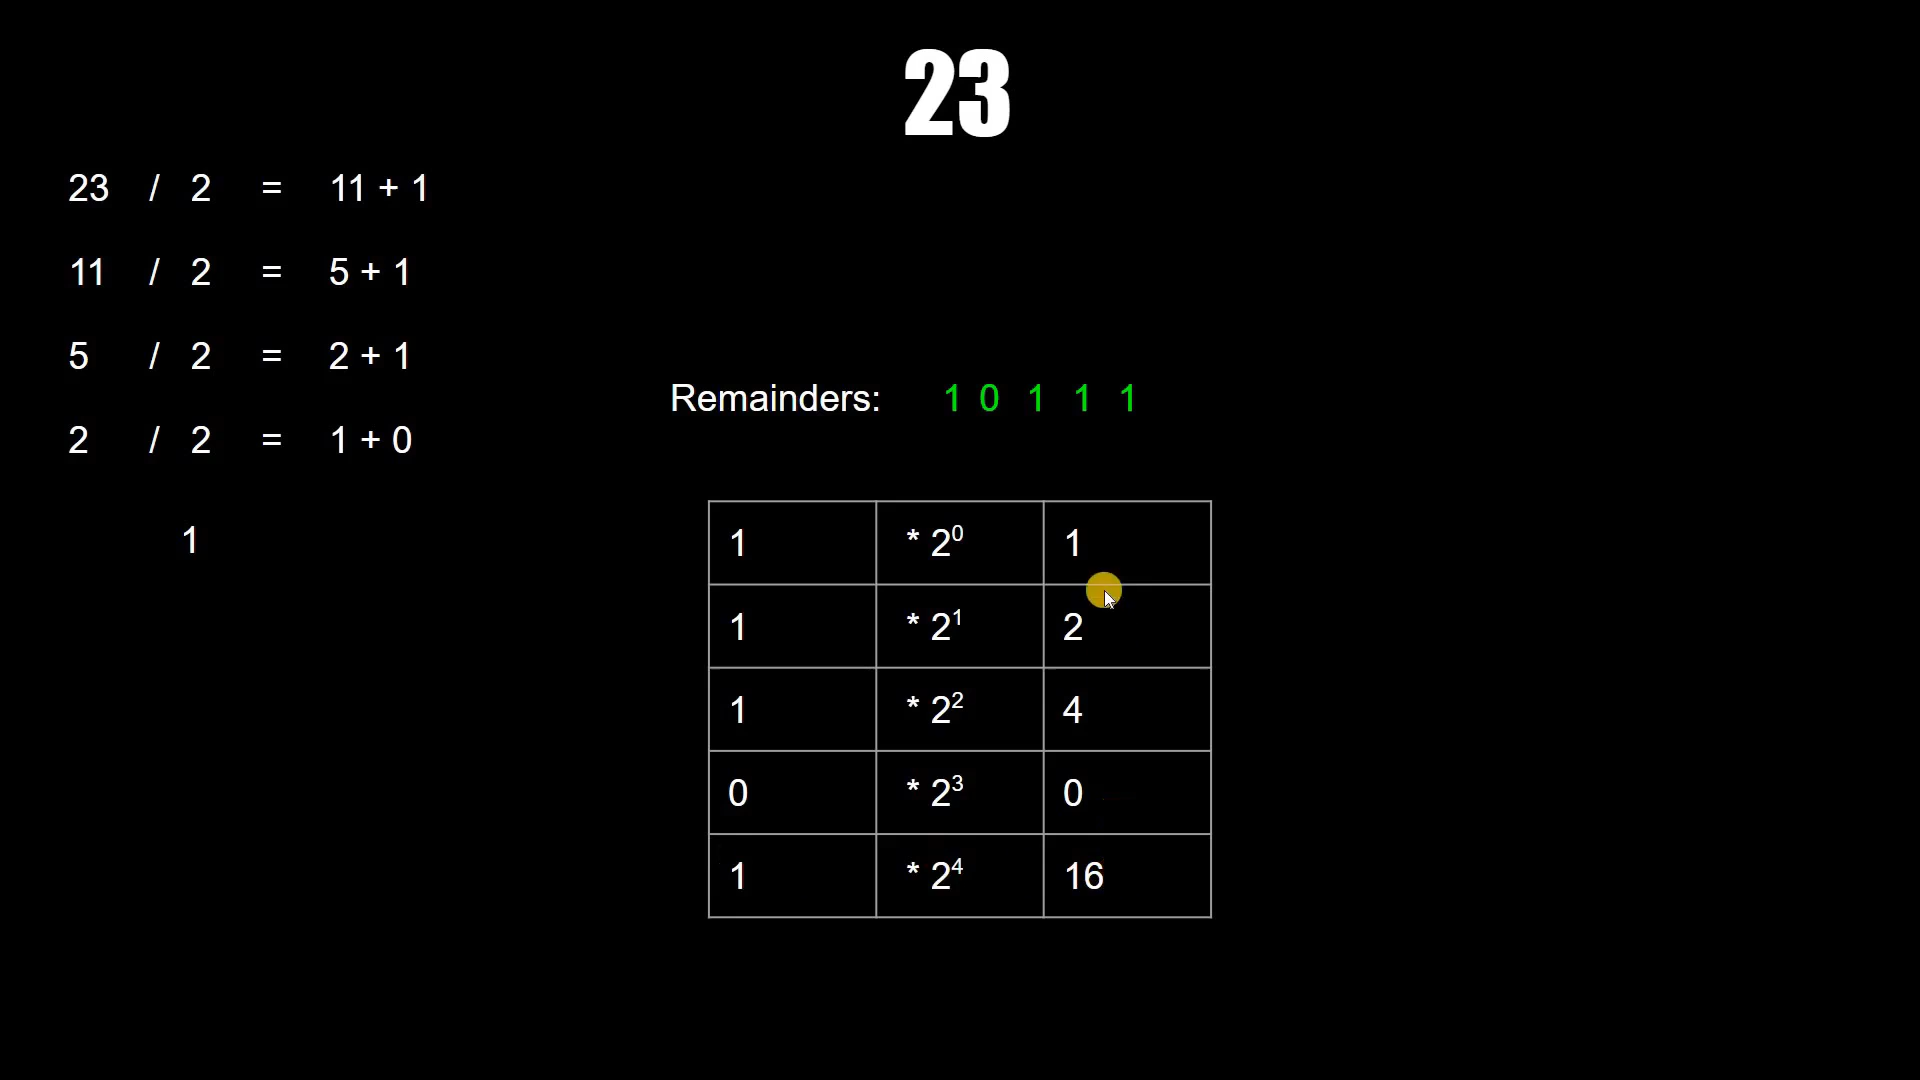 23
23 / 2 = 11 + 1
11 / 2 = 5 + 1
5 / 2 = 2 + 1
2 / 2 = 1 + 0
1
Remainders: 1 0 1 1 1
1 * 2⁰ 1
1 * 2¹ 2
1 * 2² 4
0 * 2³ 0
1 * 2⁴ 16